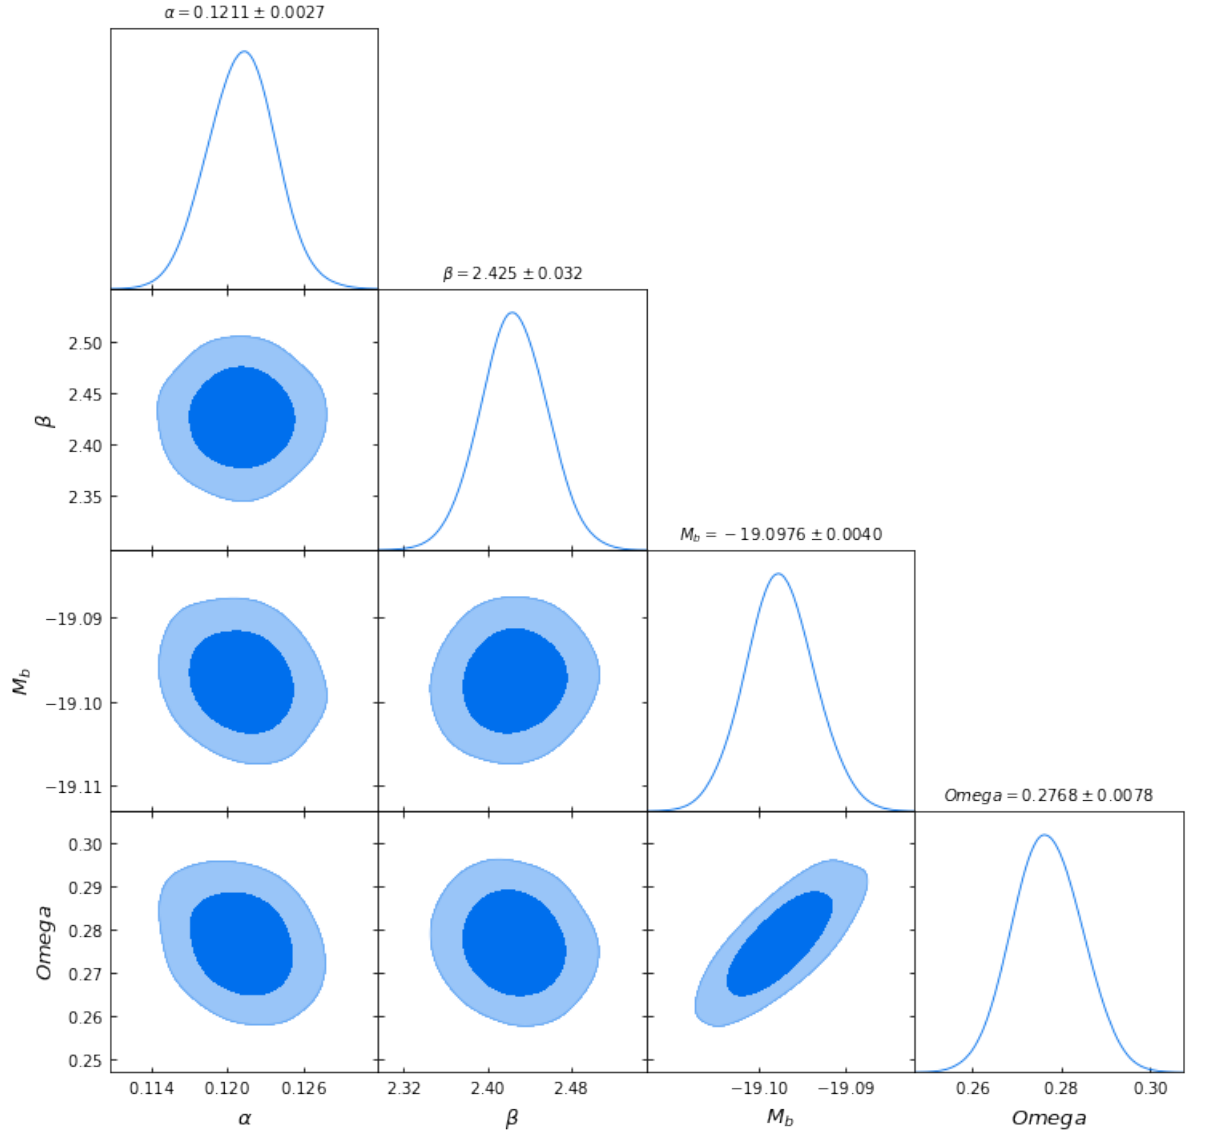 α = 0.1211 ± 0.0027
β = 2.425 ± 0.032
2.50
2.45
β
2.40
2.35
M_b = −19.0976 ± 0.0040
−19.09
M_b
−19.10
−19.11
Omega = 0.2768 ± 0.0078
0.30
0.29
0.28
Omega
0.27
0.26
0.25
0.114 0.120 0.126 2.32 2.40 2.48 −19.10 −19.09 0.26 0.28 0.30
α β M_b Omega